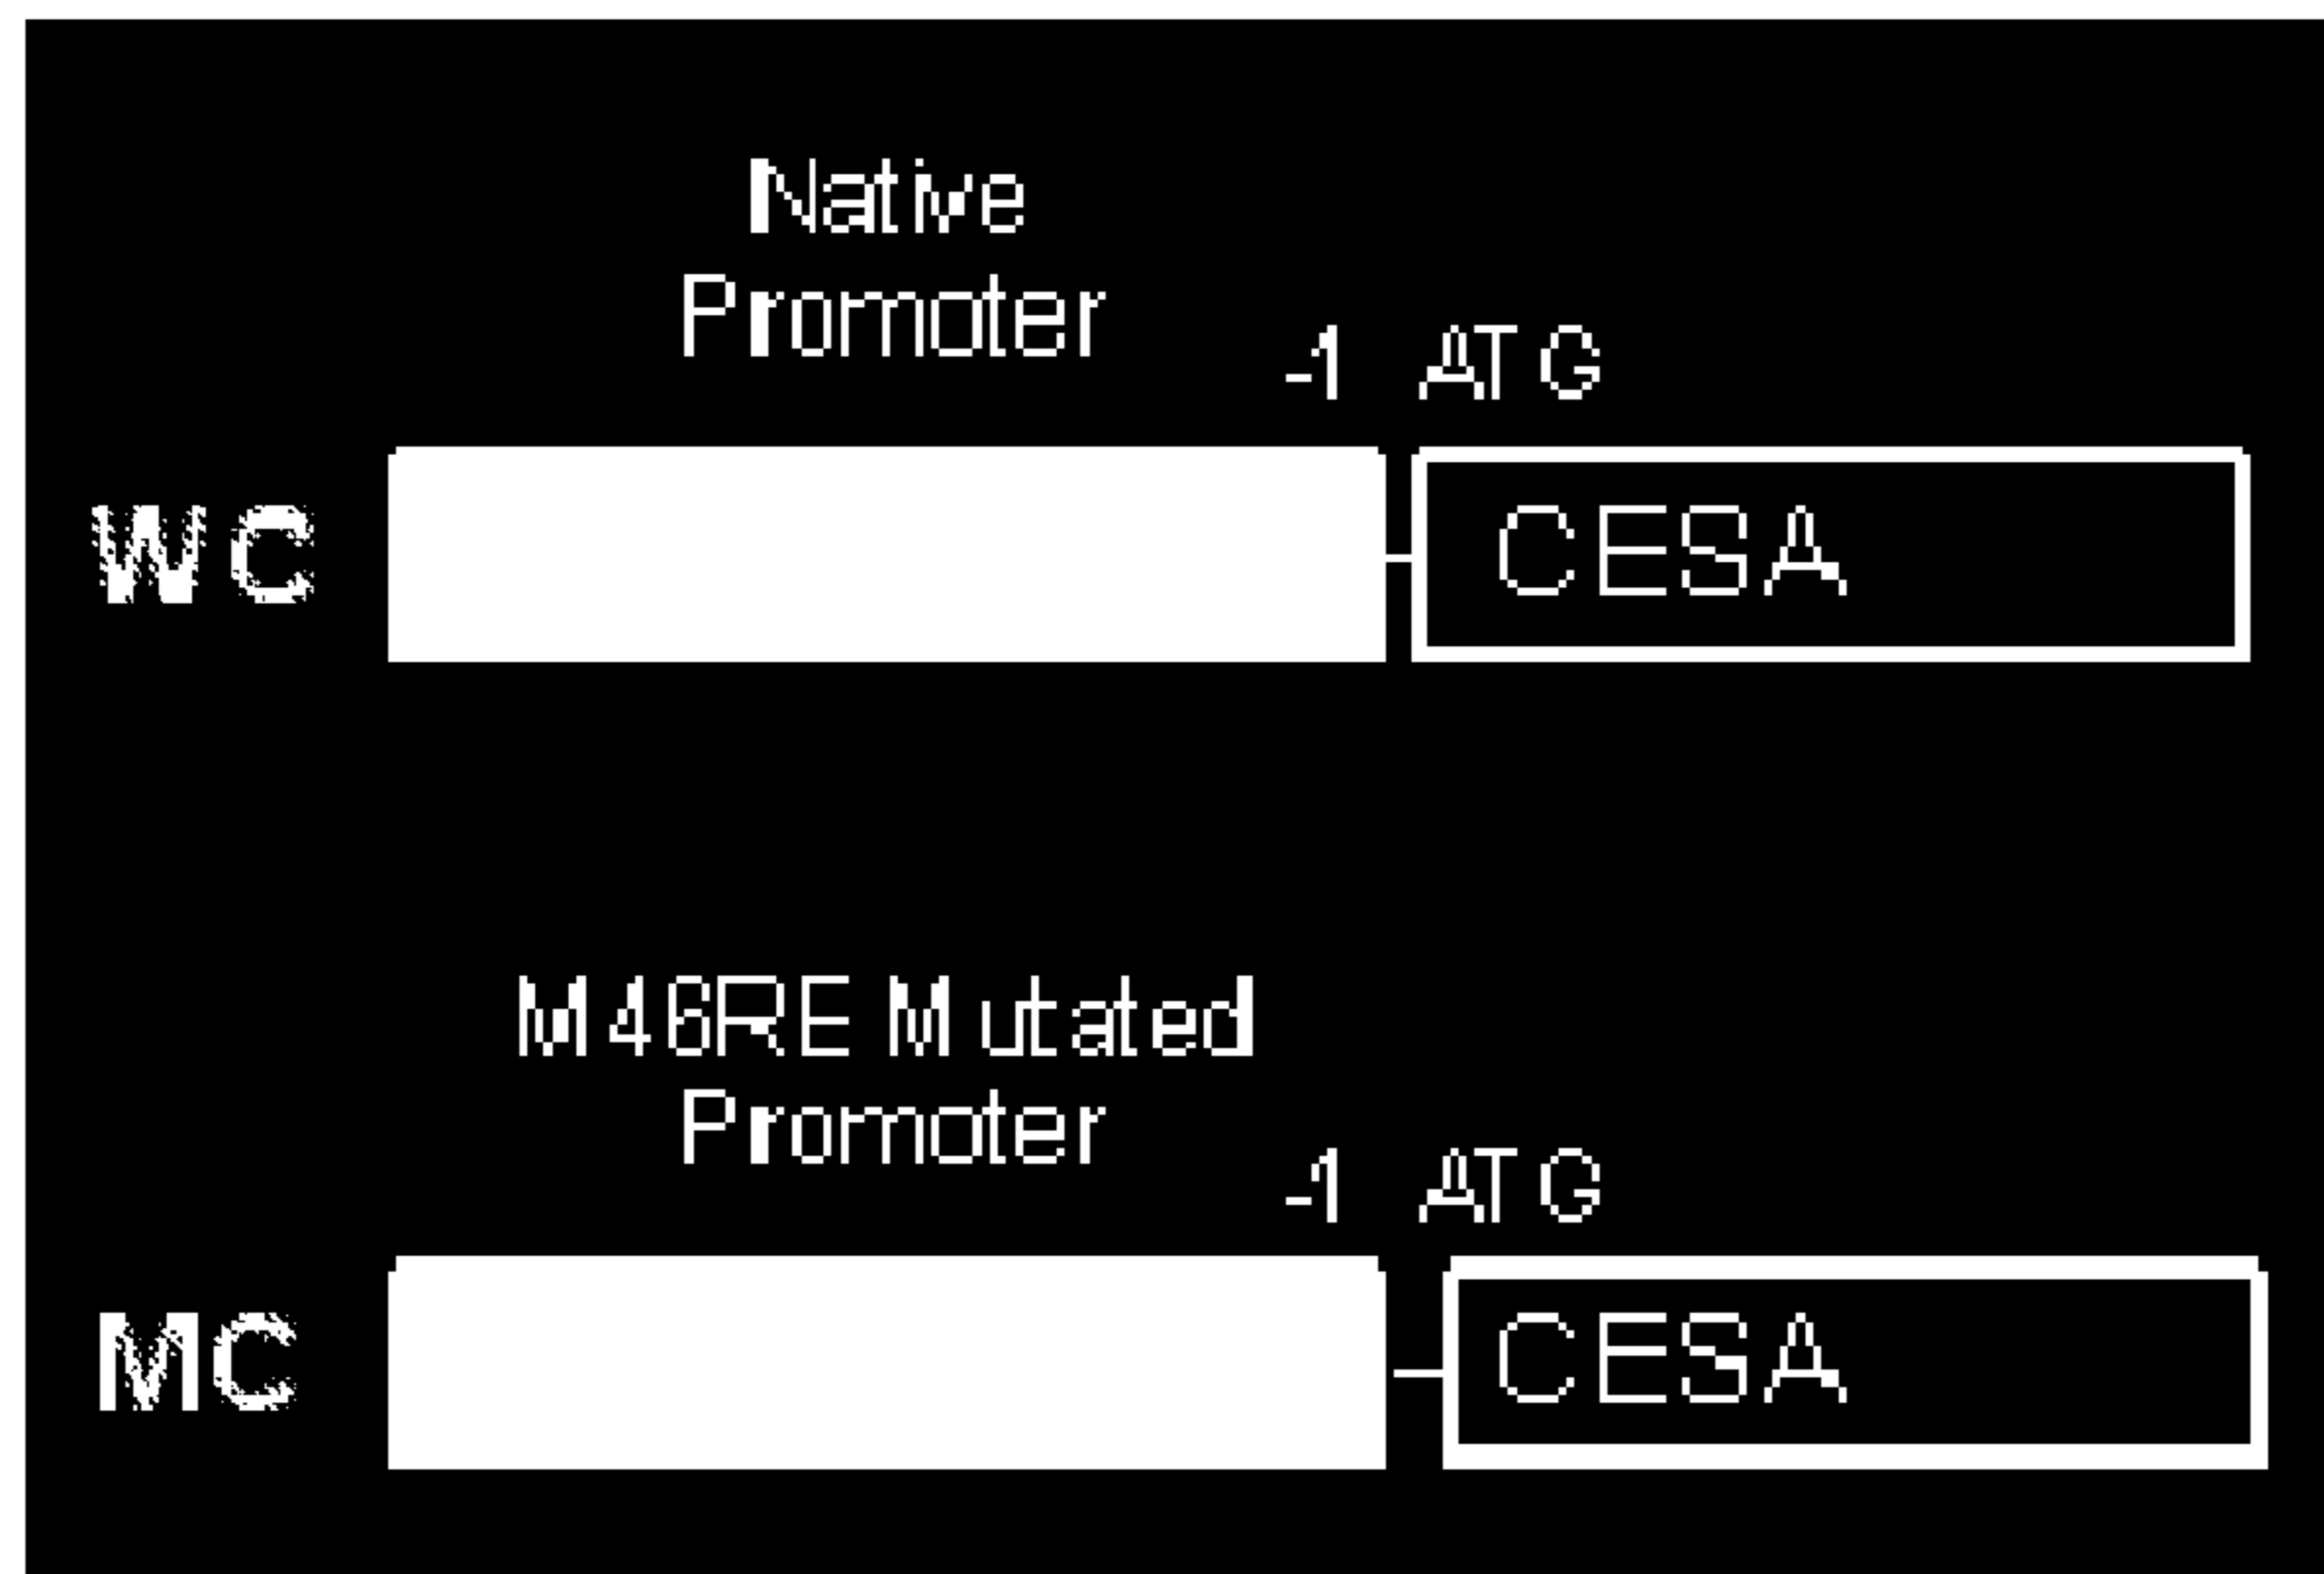 Native
Promoter
-1 ATG
WC
CESA
M46RE Mutated
Promoter
-1 ATG
MC
CESA